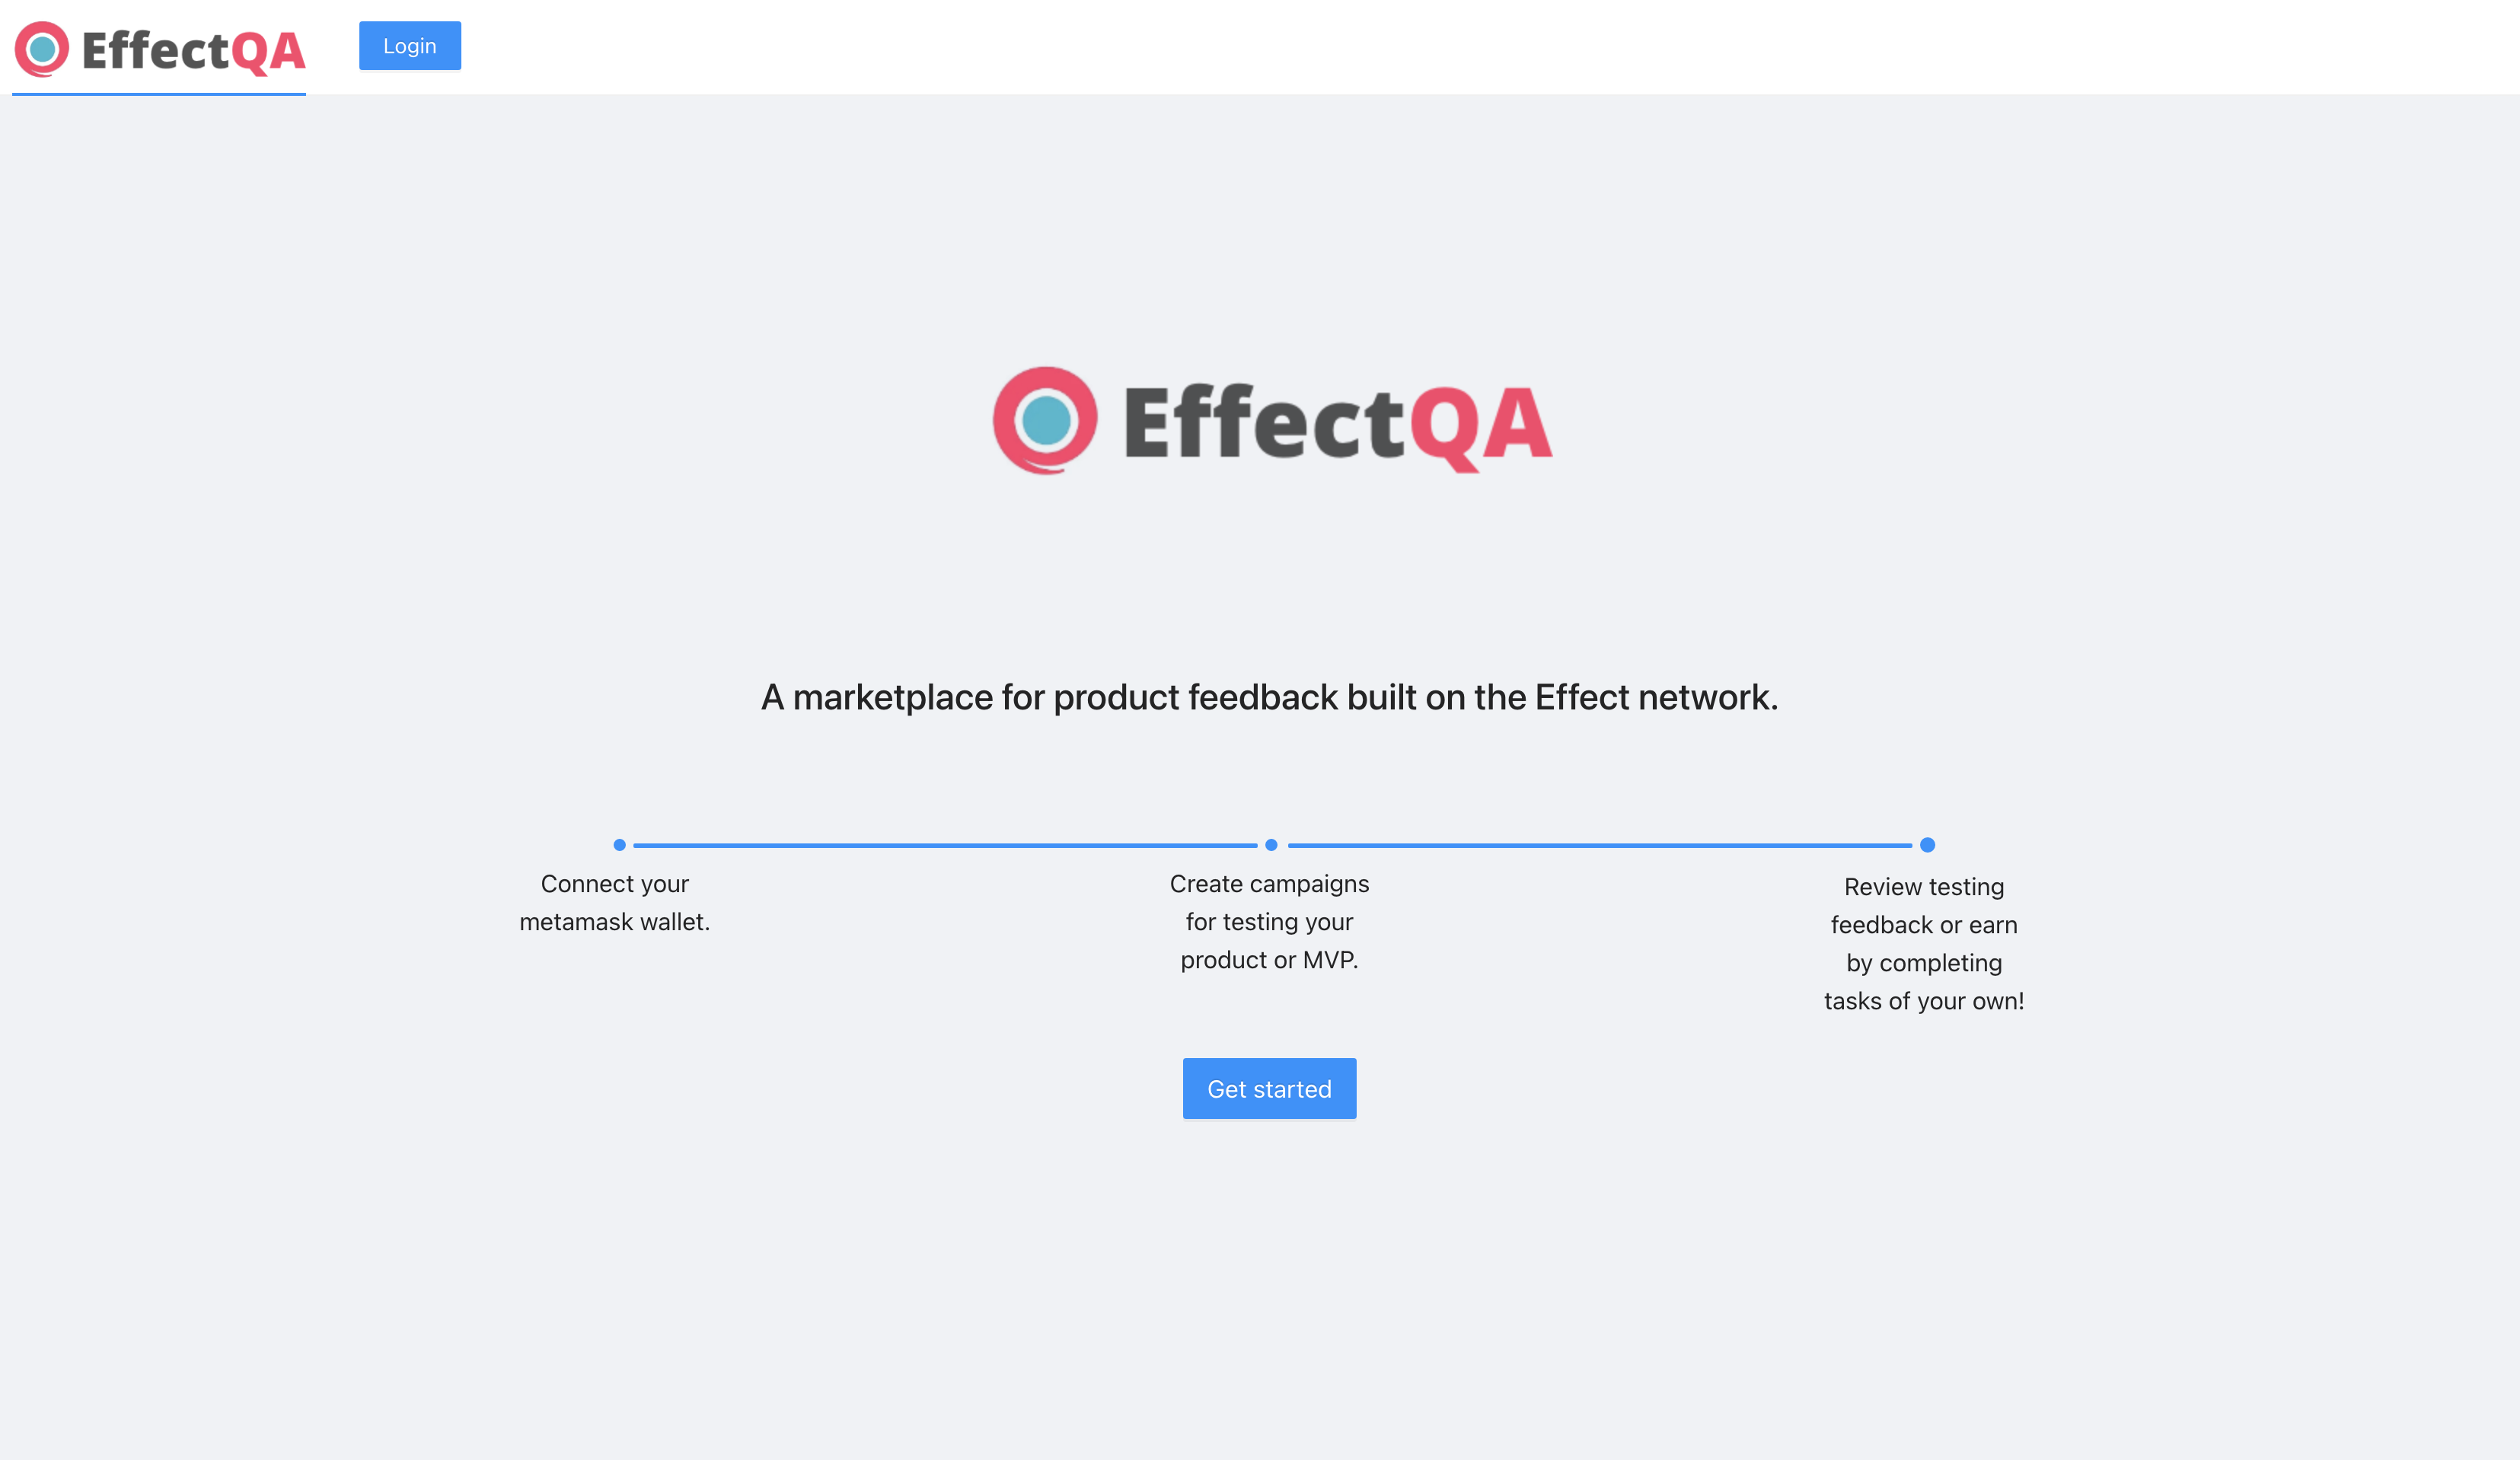 EffectQA
Login
EffectQA
A marketplace for product feedback built on the Effect network.
Connect your
metamask wallet.
Create campaigns
for testing your
product or MVP.
Review testing
feedback or earn
by completing
tasks of your own!
Get started